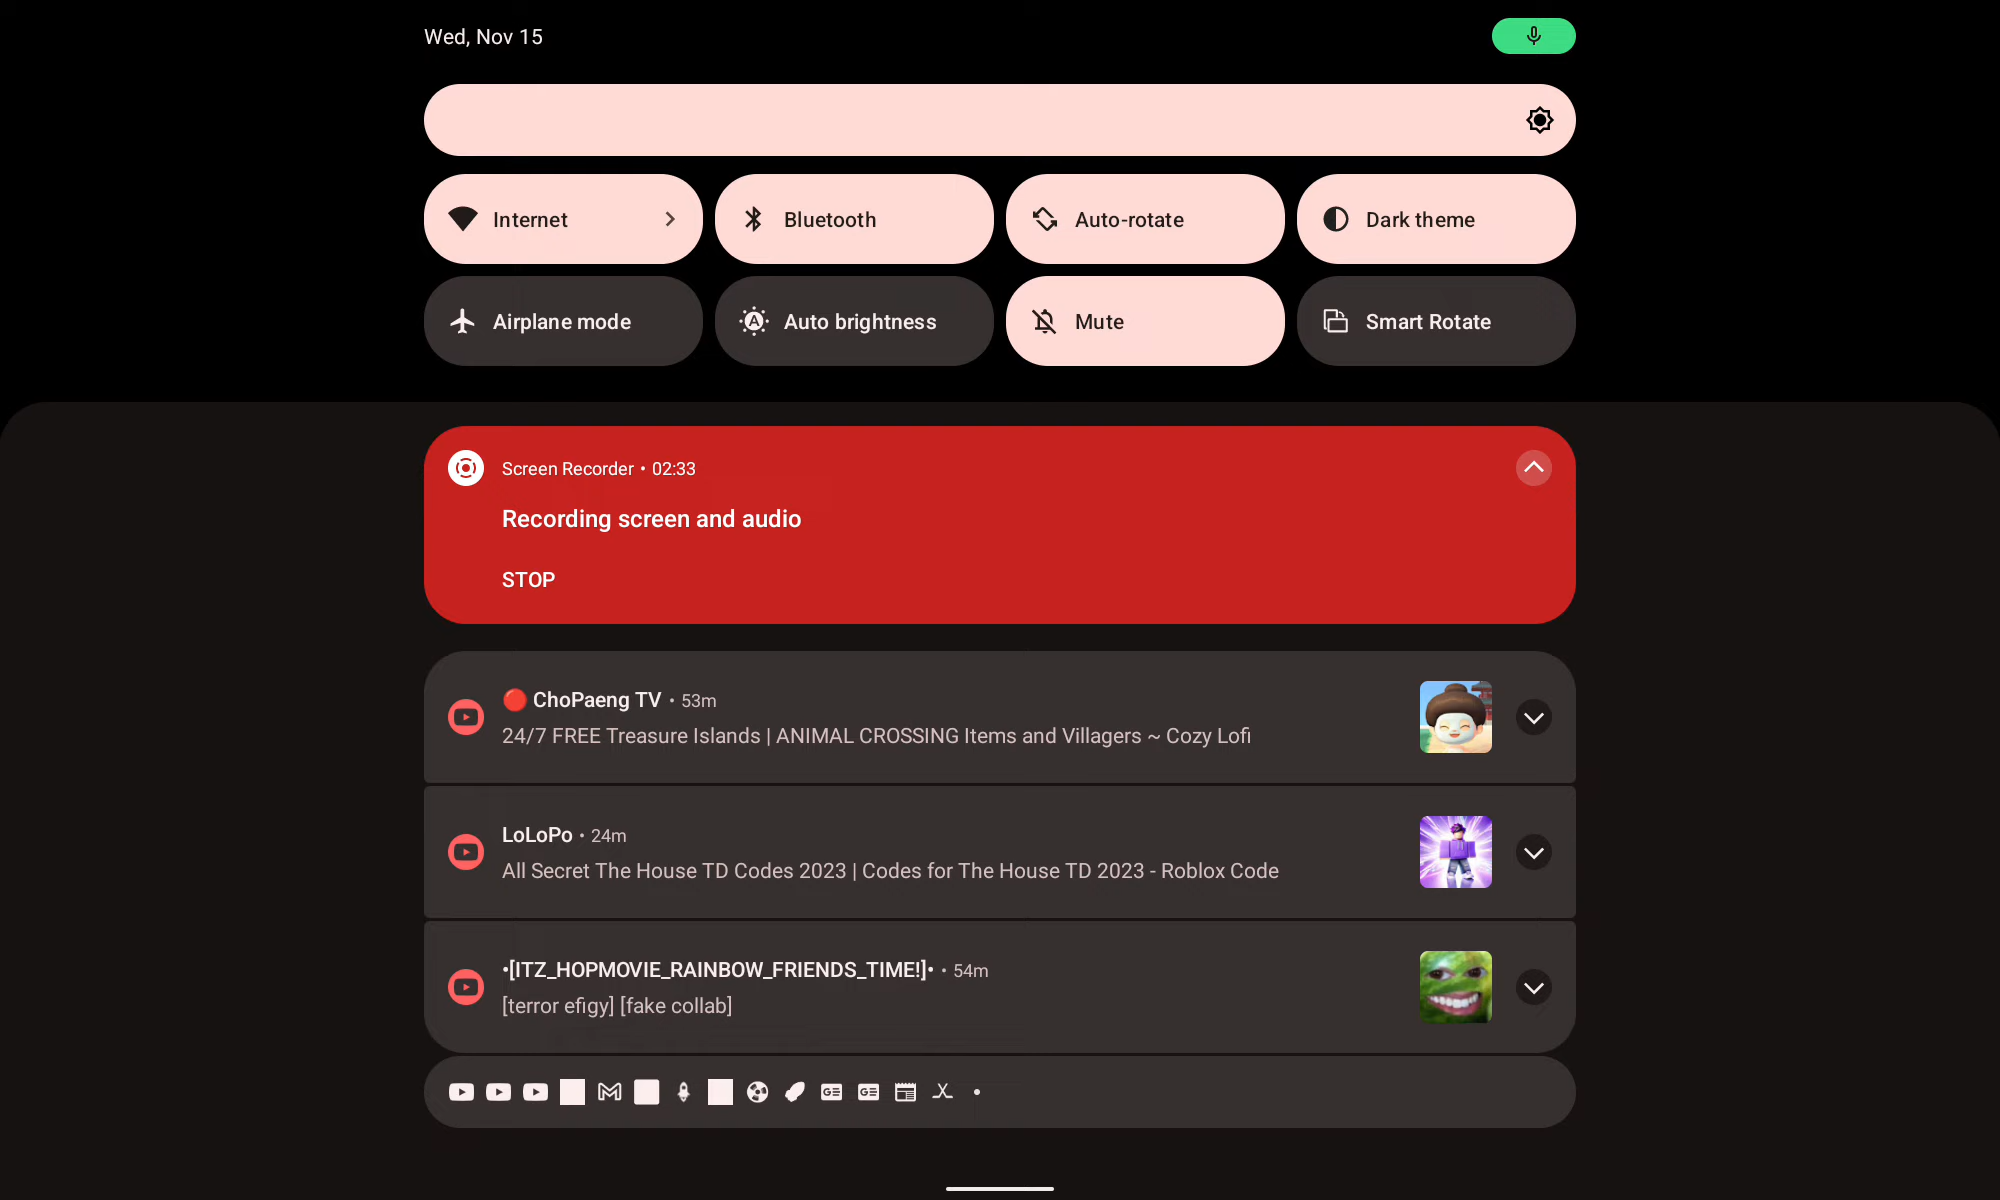 Wed, Nov 15
Internet
Bluetooth
Auto-rotate
Dark theme
Airplane mode
Auto brightness
Mute
Smart Rotate
Screen Recorder • 02:33
Recording screen and audio
STOP
🔴 ChoPaeng TV • 53m
24/7 FREE Treasure Islands | ANIMAL CROSSING Items and Villagers ~ Cozy Lofi
LoLoPo • 24m
All Secret The House TD Codes 2023 | Codes for The House TD 2023 - Roblox Code
•[ITZ_HOPMOVIE_RAINBOW_FRIENDS_TIME!]• • 54m
[terror efigy] [fake collab]